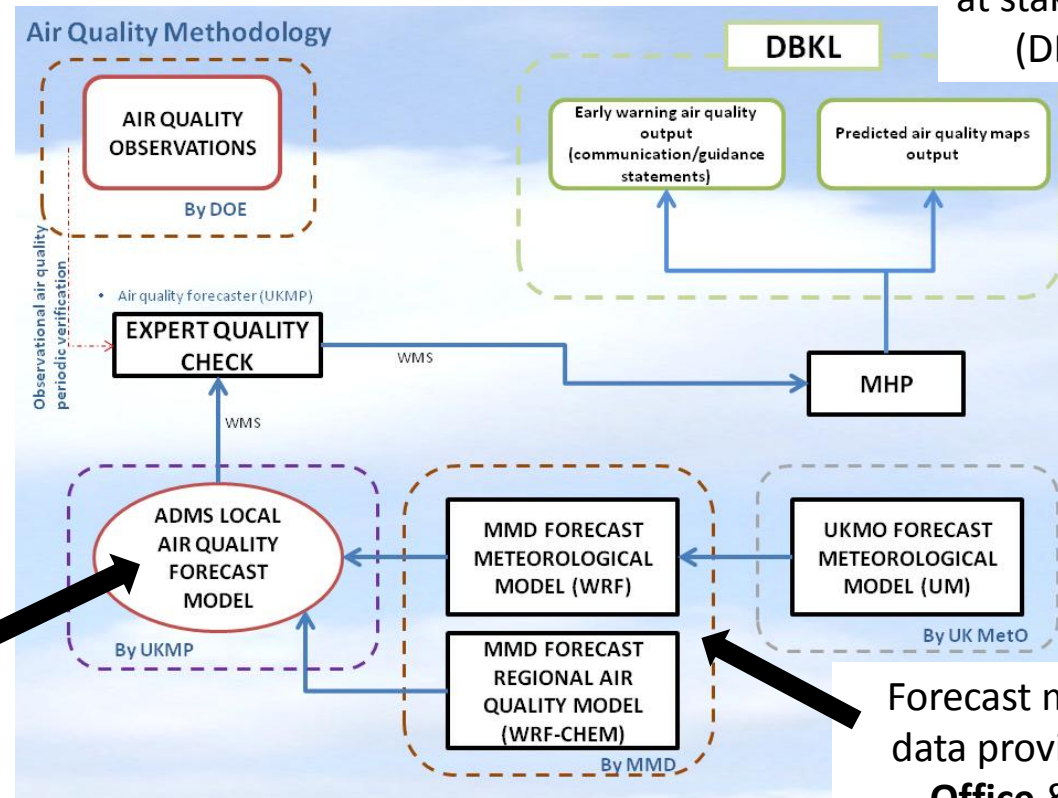 Air Quality Methodology
at stak
(DB
DBKL
AIR QUALITY
OBSERVATIONS
By DOE
Early warning air quality
output
(communication/guidance
statements)
Predicted air quality maps
output
Observational air quality
periodic verification
• Air quality forecaster (UKMP)
EXPERT QUALITY
CHECK
WMS
MHP
WMS
ADMS LOCAL
AIR QUALITY
FORECAST
MODEL
By UKMP
MMD FORECAST
METEOROLOGICAL
MODEL (WRF)
MMD FORECAST
REGIONAL AIR
QUALITY MODEL
(WRF-CHEM)
By MMD
UKMO FORECAST
METEOROLOGICAL
MODEL (UM)
By UK MetO
Forecast m
data provi
Office &